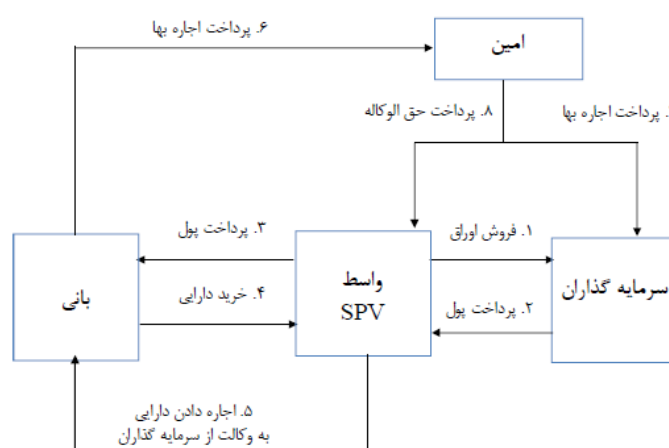 ۶. پرداخت اجاره بها
امین
۸. پرداخت حق الوکاله
. پرداخت اجاره بها
۳. پرداخت پول
۱. فروش اوراق
بانی
واسط
SPV
سرمایه گذاران
۴. خرید دارایی
۲. پرداخت پول
۵. اجاره دادن دارایی
به وکالت از سرمایه گذاران